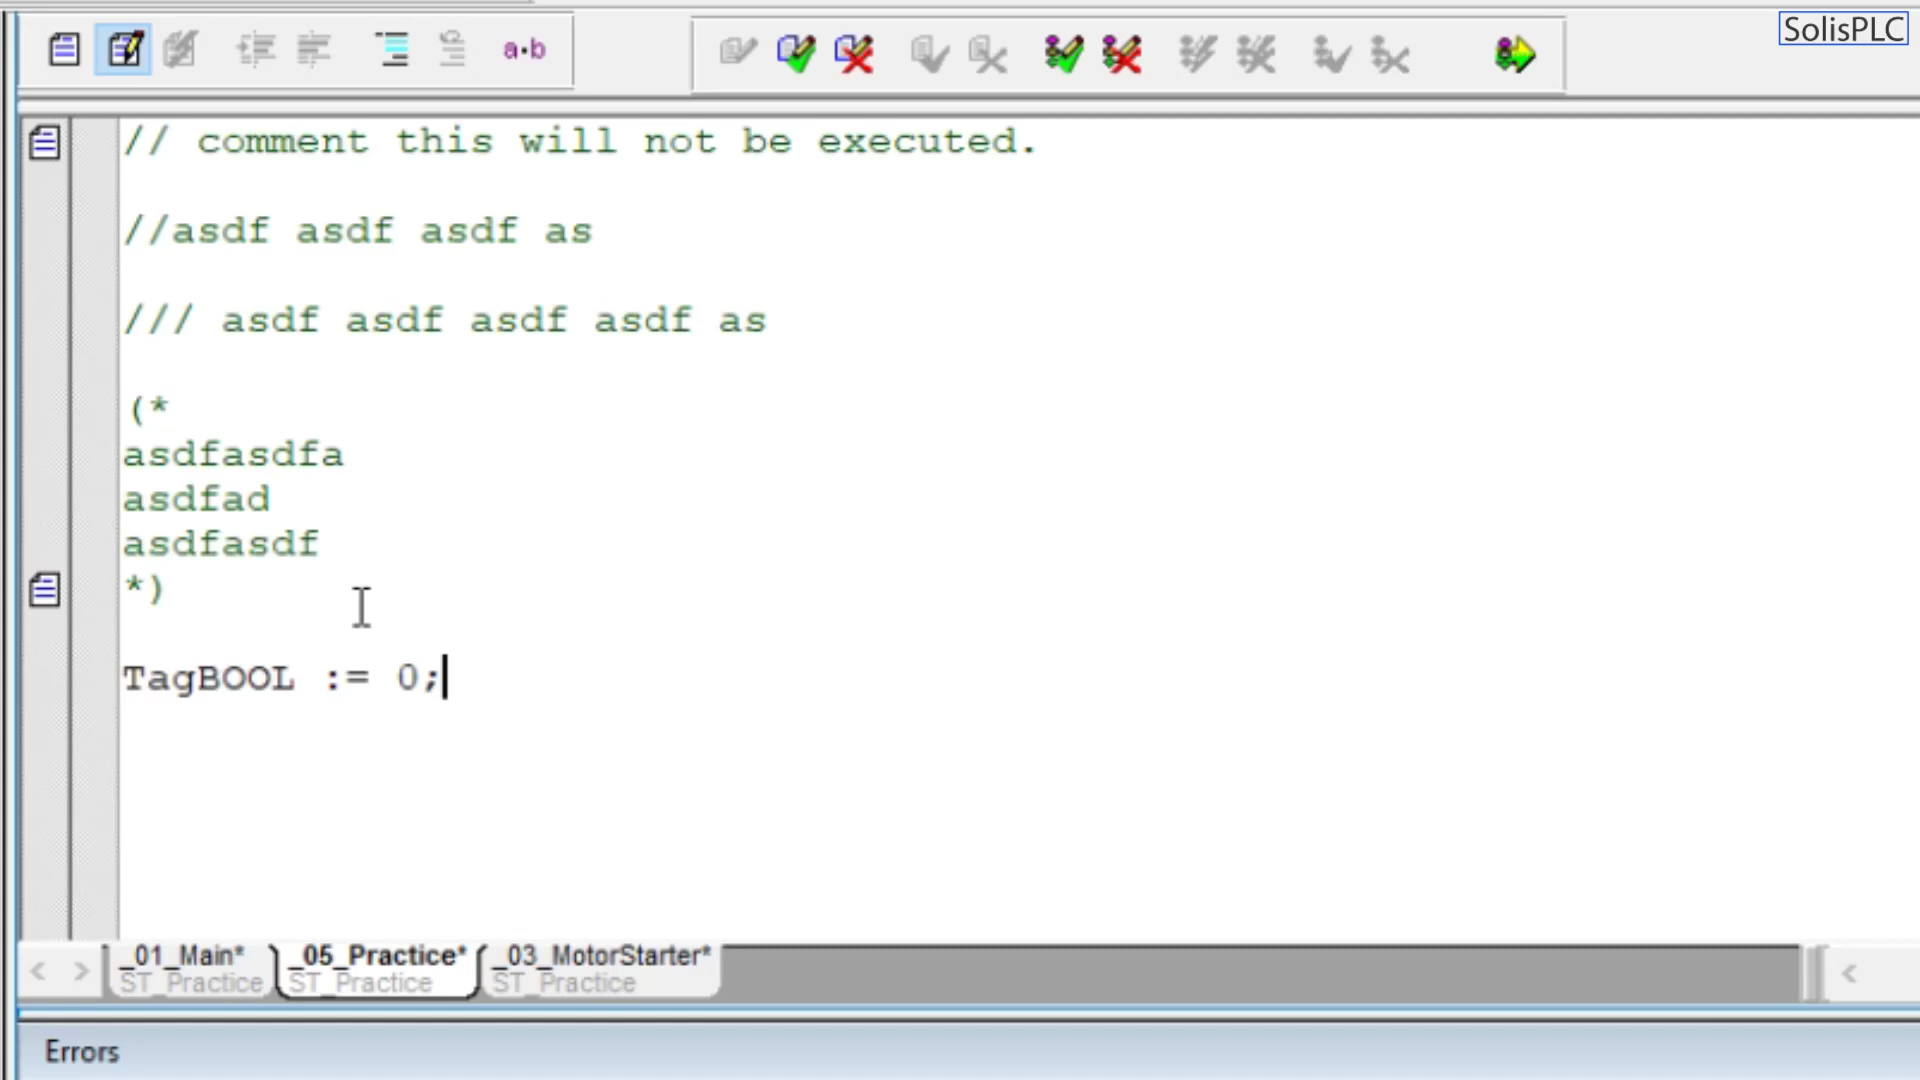 a·b
SolisPLC
// comment this will not be executed.
//asdf asdf asdf as
/// asdf asdf asdf asdf as
(*
asdfasdfa
asdfad
asdfasdf
*)
TagBOOL := 0;
_01_Main* _05_Practice* _03_MotorStarter*
ST_Practice ST_Practice ST_Practice
Errors